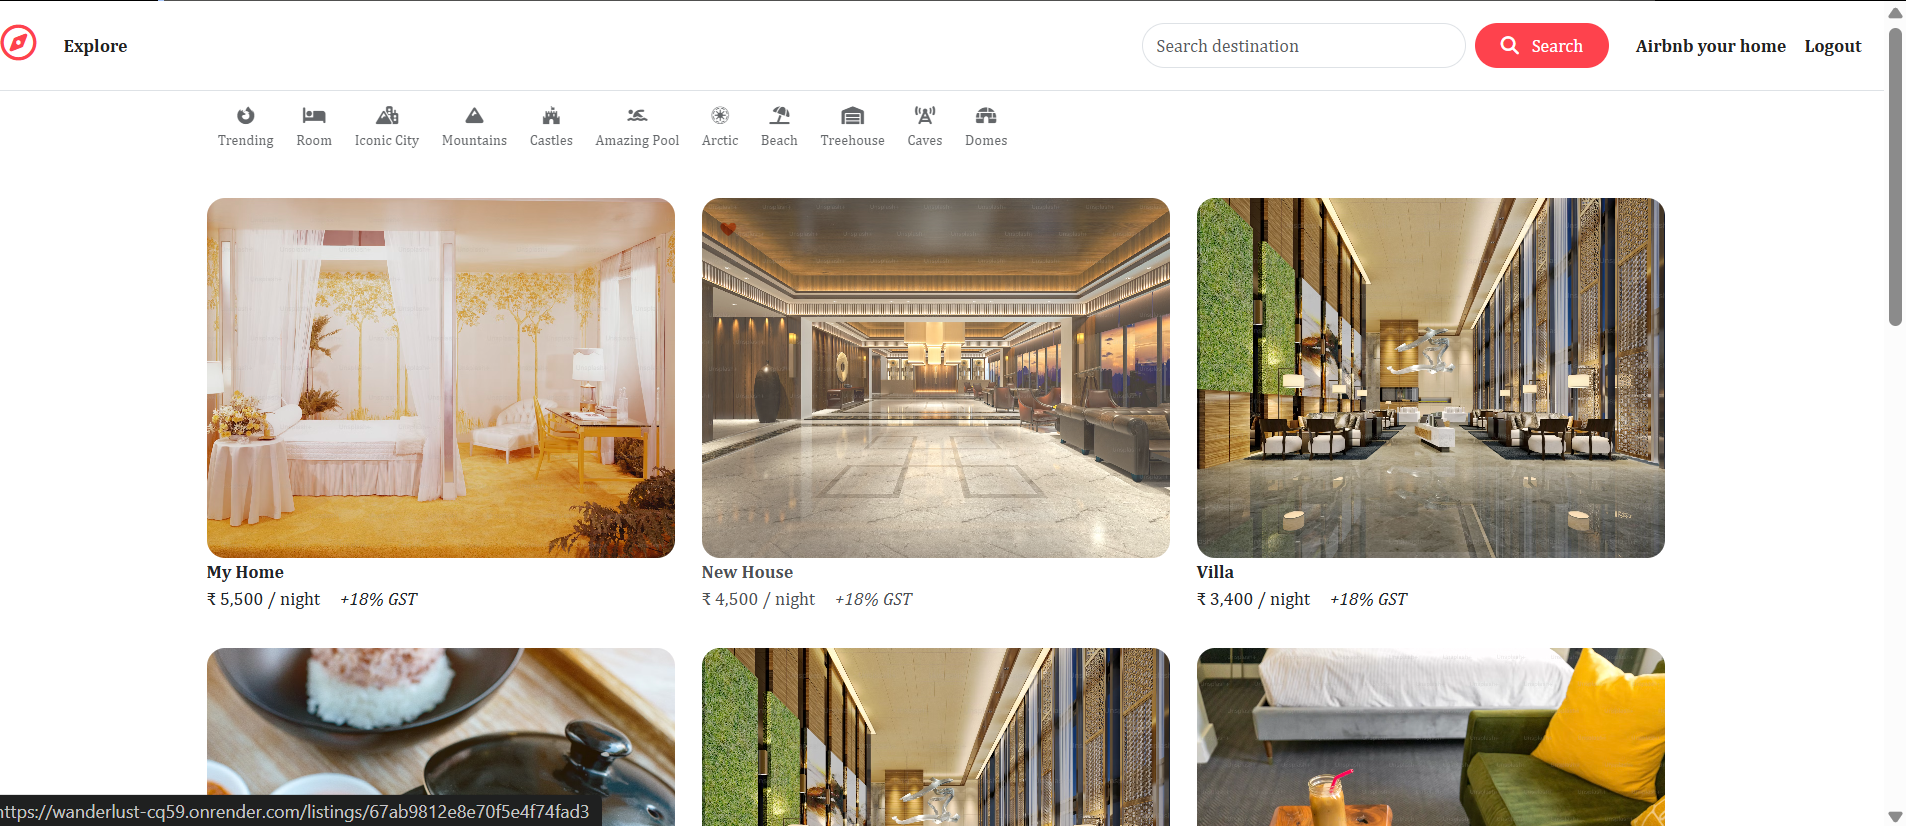 Explore
Search destination
Search
Airbnb your home
Logout
Trending
Room
Iconic City
Mountains
Castles
Amazing Pool
Arctic
Beach
Treehouse
Caves
Domes
My Home
₹ 5,500 / night +18% GST
New House
₹ 4,500 / night +18% GST
Villa
₹ 3,400 / night +18% GST
https://wanderlust-cq59.onrender.com/listings/67ab9812e8e70f5e4f74fad3